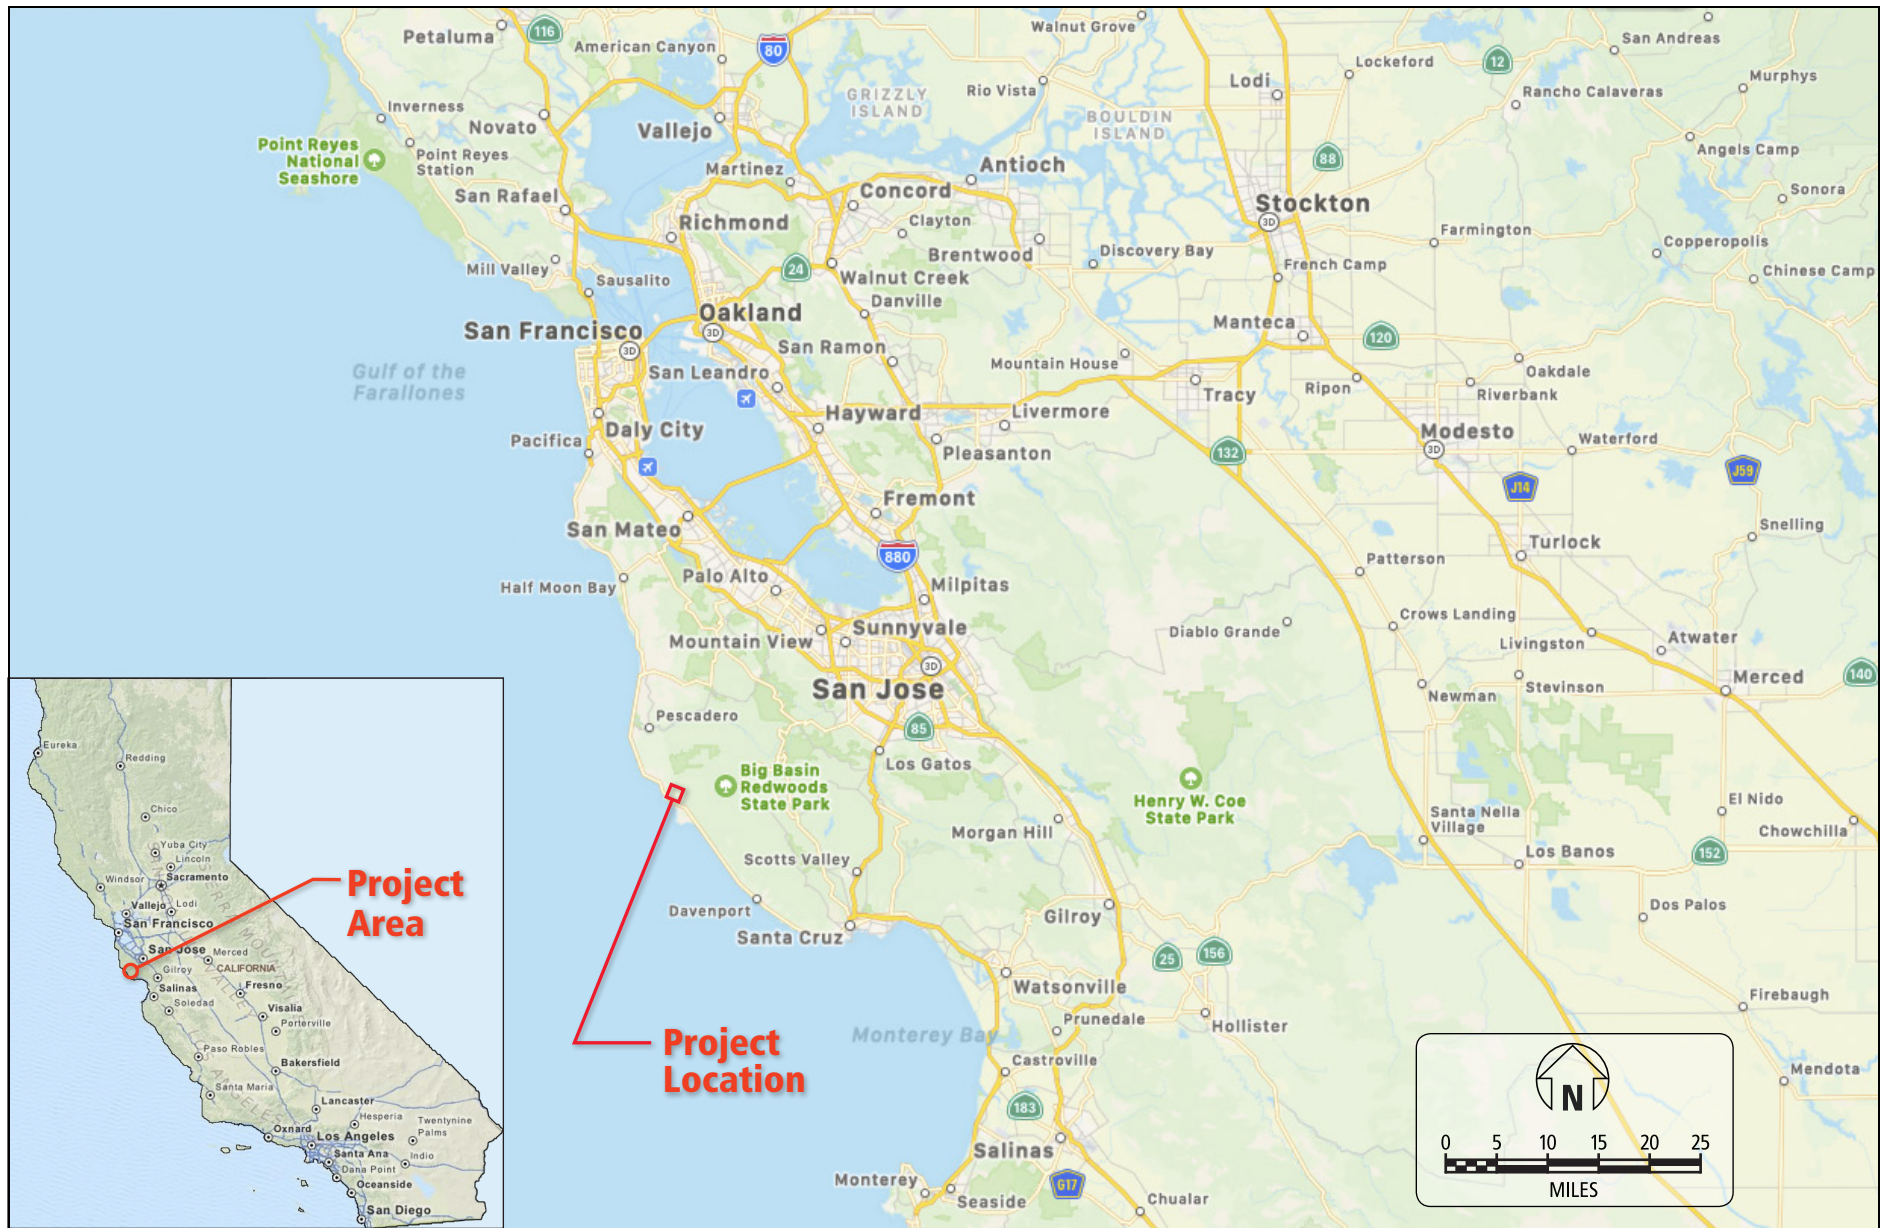 Petaluma
116
American Canyon
80
Walnut Grove
San Andreas
12
Lockeford
Lodi
Murphys
Rio Vista
GRIZZLY
ISLAND
Rancho Calaveras
Inverness
Novato
Vallejo
BOULDIN
ISLAND
Point Reyes
National
Seashore
Point Reyes
Station
Martinez
Antioch
88
Angels Camp
San Rafael
Concord
Sonora
Richmond
Clayton
Stockton
3D
Farmington
Copperopolis
Brentwood
Discovery Bay
Mill Valley
Sausalito
24
Walnut Creek
French Camp
Chinese Camp
Danville
Oakland
3D
San Francisco
3D
Manteca
120
San Ramon
Mountain House
Gulf of the
Farallones
San Leandro
Oakdale
Tracy
Ripon
Riverbank
Hayward
Livermore
Pacifica
Daly City
Pleasanton
132
Modesto
3D
Waterford
J59
J14
Fremont
San Mateo
Snelling
Turlock
880
Patterson
Half Moon Bay
Palo Alto
Milpitas
Crows Landing
Mountain View
Sunnyvale
Diablo Grande
Livingston
Atwater
3D
San Jose
Newman
Stevinson
Merced
140
Pescadero
85
Los Gatos
Big Basin
Redwoods
State Park
Henry W. Coe
State Park
El Nido
Morgan Hill
Santa Nella
Village
Chowchilla
Scotts Valley
Los Banos
152
Davenport
Santa Cruz
Gilroy
Dos Palos
25
156
Watsonville
Firebaugh
Monterey Bay
Prunedale
Hollister
Castroville
Mendota
183
Salinas
Monterey
Seaside
G17
Chualar
Project
Location
N
0 5 10 15 20 25
MILES
Eureka
Redding
Chico
Yuba City
Lincoln
Windsor
Sacramento
Vallejo
Lodi
San Francisco
San Jose
Merced
Gilroy
CALIFORNIA
Salinas
Fresno
Soledad
Visalia
Porterville
Paso Robles
Bakersfield
Santa Maria
Lancaster
Hesperia
Twentynine
Palms
Oxnard
Los Angeles
Santa Ana
Indio
Dana Point
Oceanside
San Diego
Project
Area